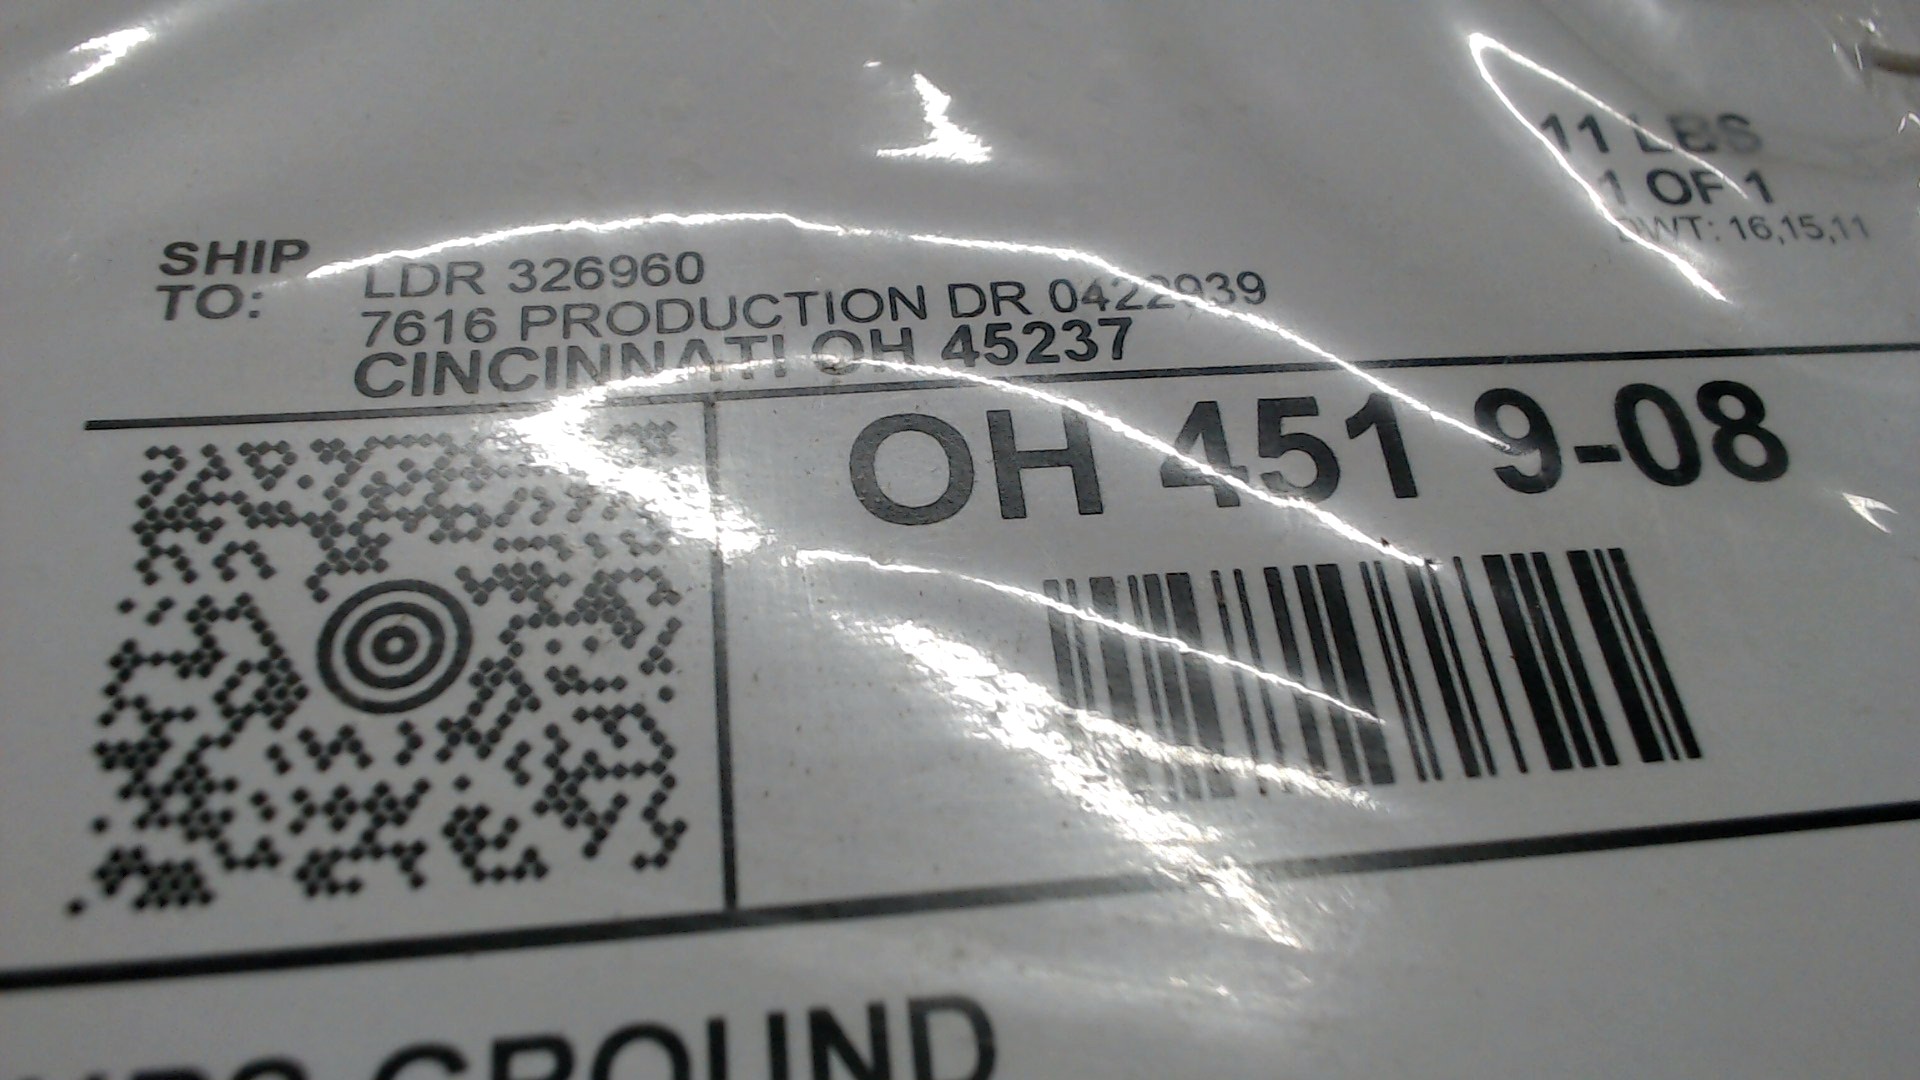 11 LBS
1 OF 1
DWT: 16,15,11
SHIP
TO:
LDR 326960
7616 PRODUCTION DR 0422939
CINCINNATI OH 45237
OH 451 9-08
UPS GROUND